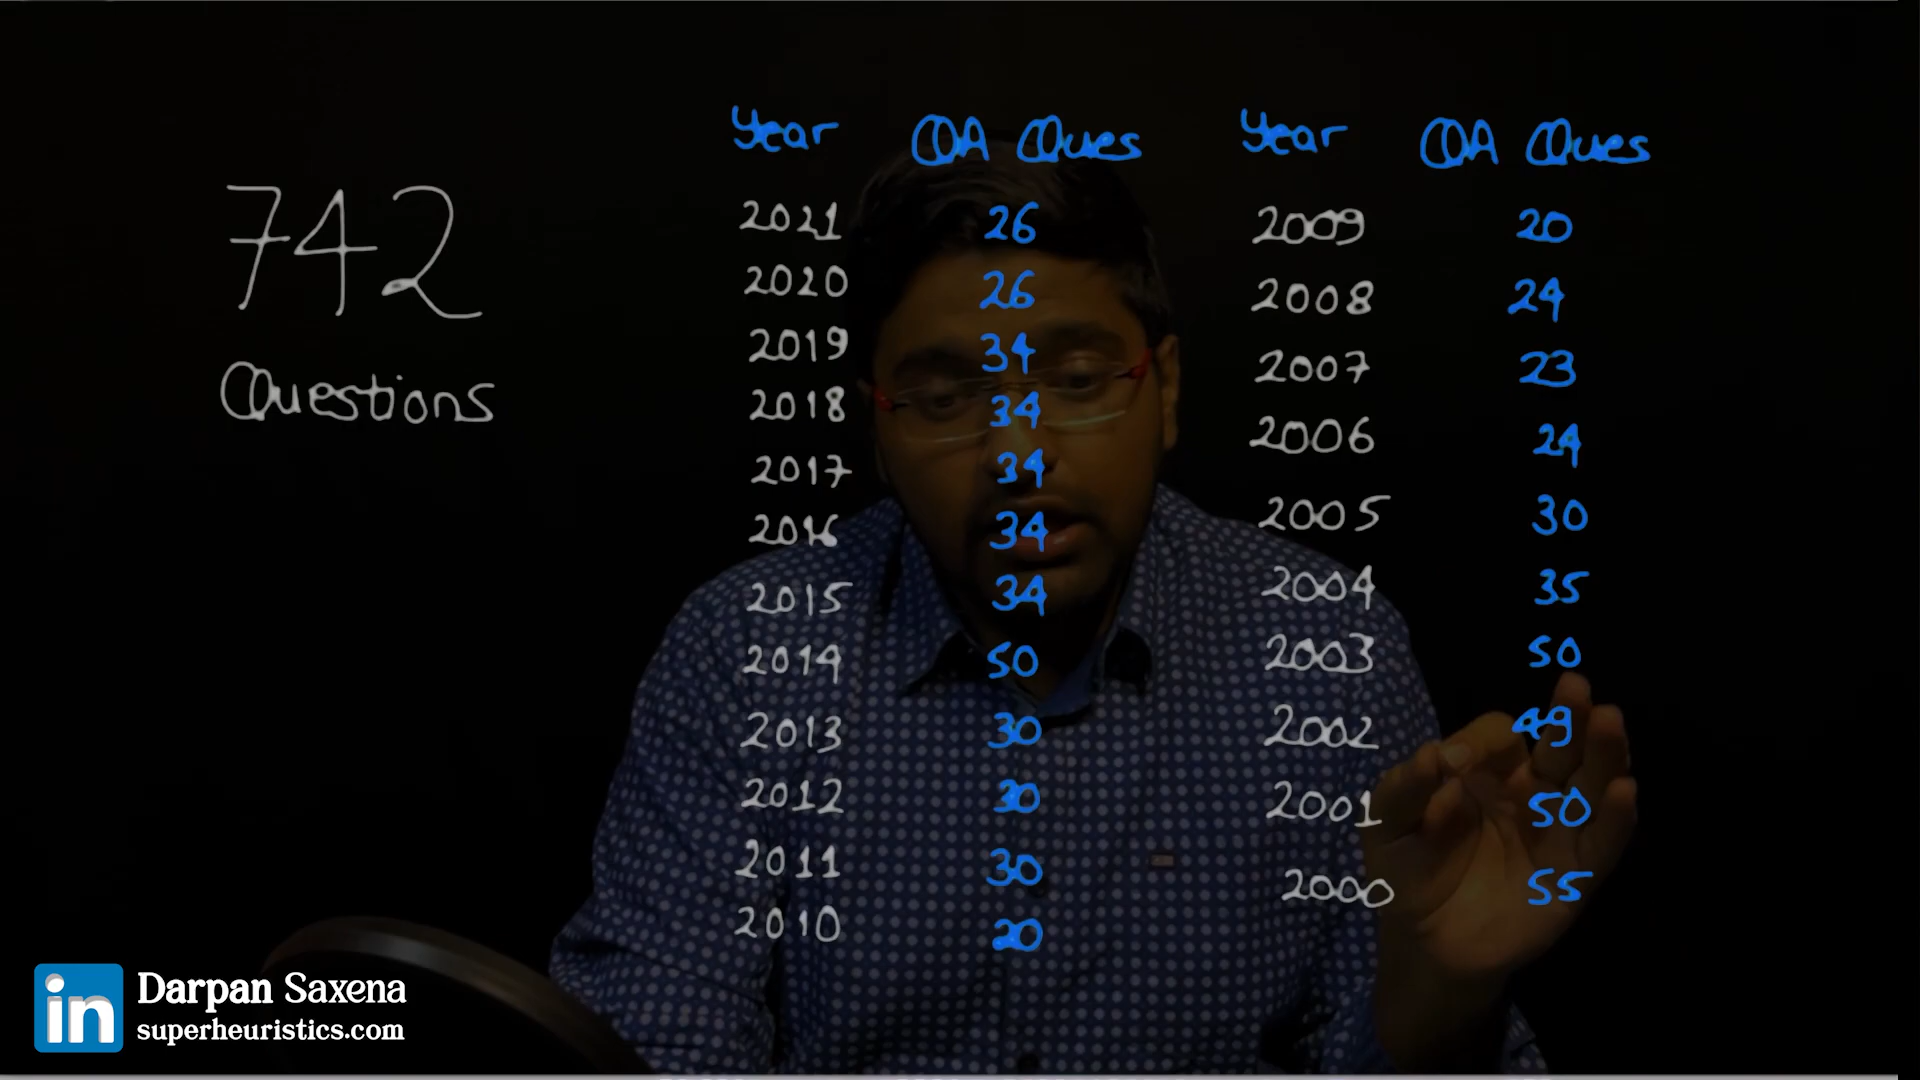 742
Questions
Year QA Ques Year QA Ques
2021 26 2009 20
2020 26 2008 24
2019 34 2007 23
2018 34 2006 24
2017 34 2005 30
2016 34 2004 35
2015 34 2003 50
2014 50 2002 49
2013 30 2001 50
2012 30 2000 55
2011 30
2010 20
in Darpan Saxena
superheuristics.com